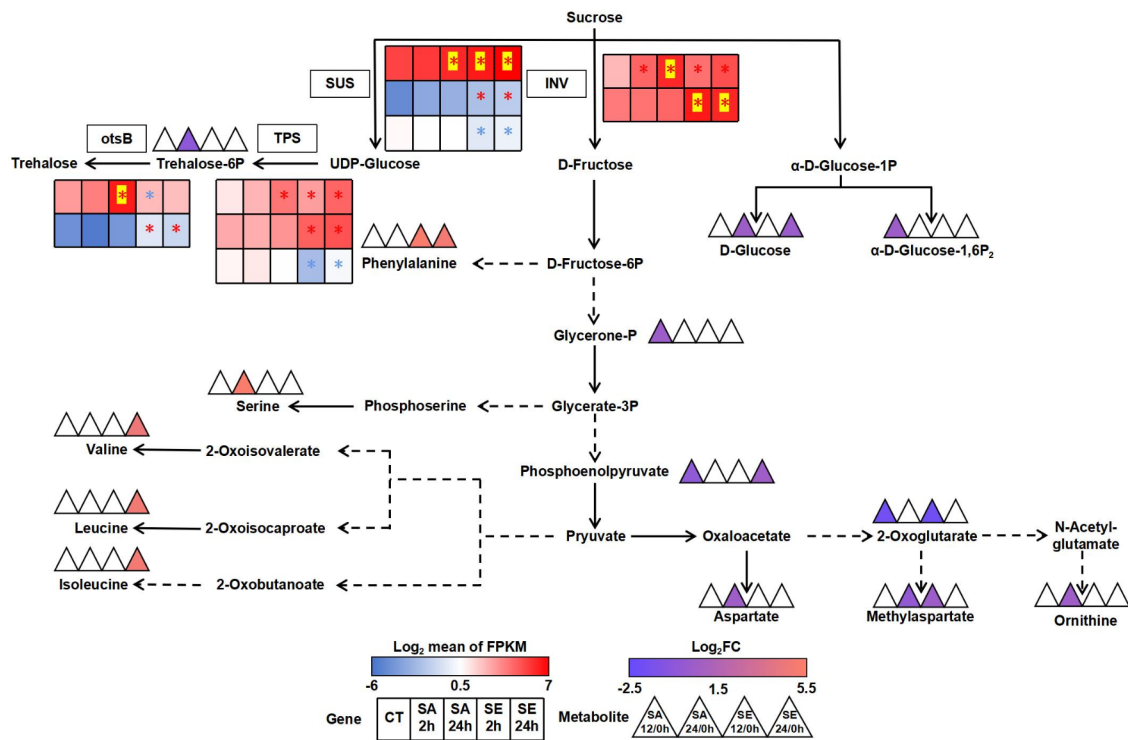 Sucrose
SUS
INV
otsB
TPS
Trehalose
Trehalose-6P
UDP-Glucose
D-Fructose
α-D-Glucose-1P
* * *
* *
* *
* * * *
* *
* *
* *
* * *
* *
* *
D-Glucose
α-D-Glucose-1,6P₂
Phenylalanine
D-Fructose-6P
Glycerone-P
Serine
Phosphoserine
Glycerate-3P
Valine
2-Oxoisovalerate
Phosphoenolpyruvate
Leucine
2-Oxoisocaproate
Pryuvate
Oxaloacetate
2-Oxoglutarate
N-Acetyl-
glutamate
Isoleucine
2-Oxobutanoate
Aspartate
Methylaspartate
Ornithine
Log₂ mean of FPKM
-6 0.5 7
Gene
CT
SA
2h
SA
24h
SE
2h
SE
24h
Log₂FC
-2.5 1.5 5.5
Metabolite
SA
12/0h
SA
24/0h
SE
12/0h
SE
24/0h